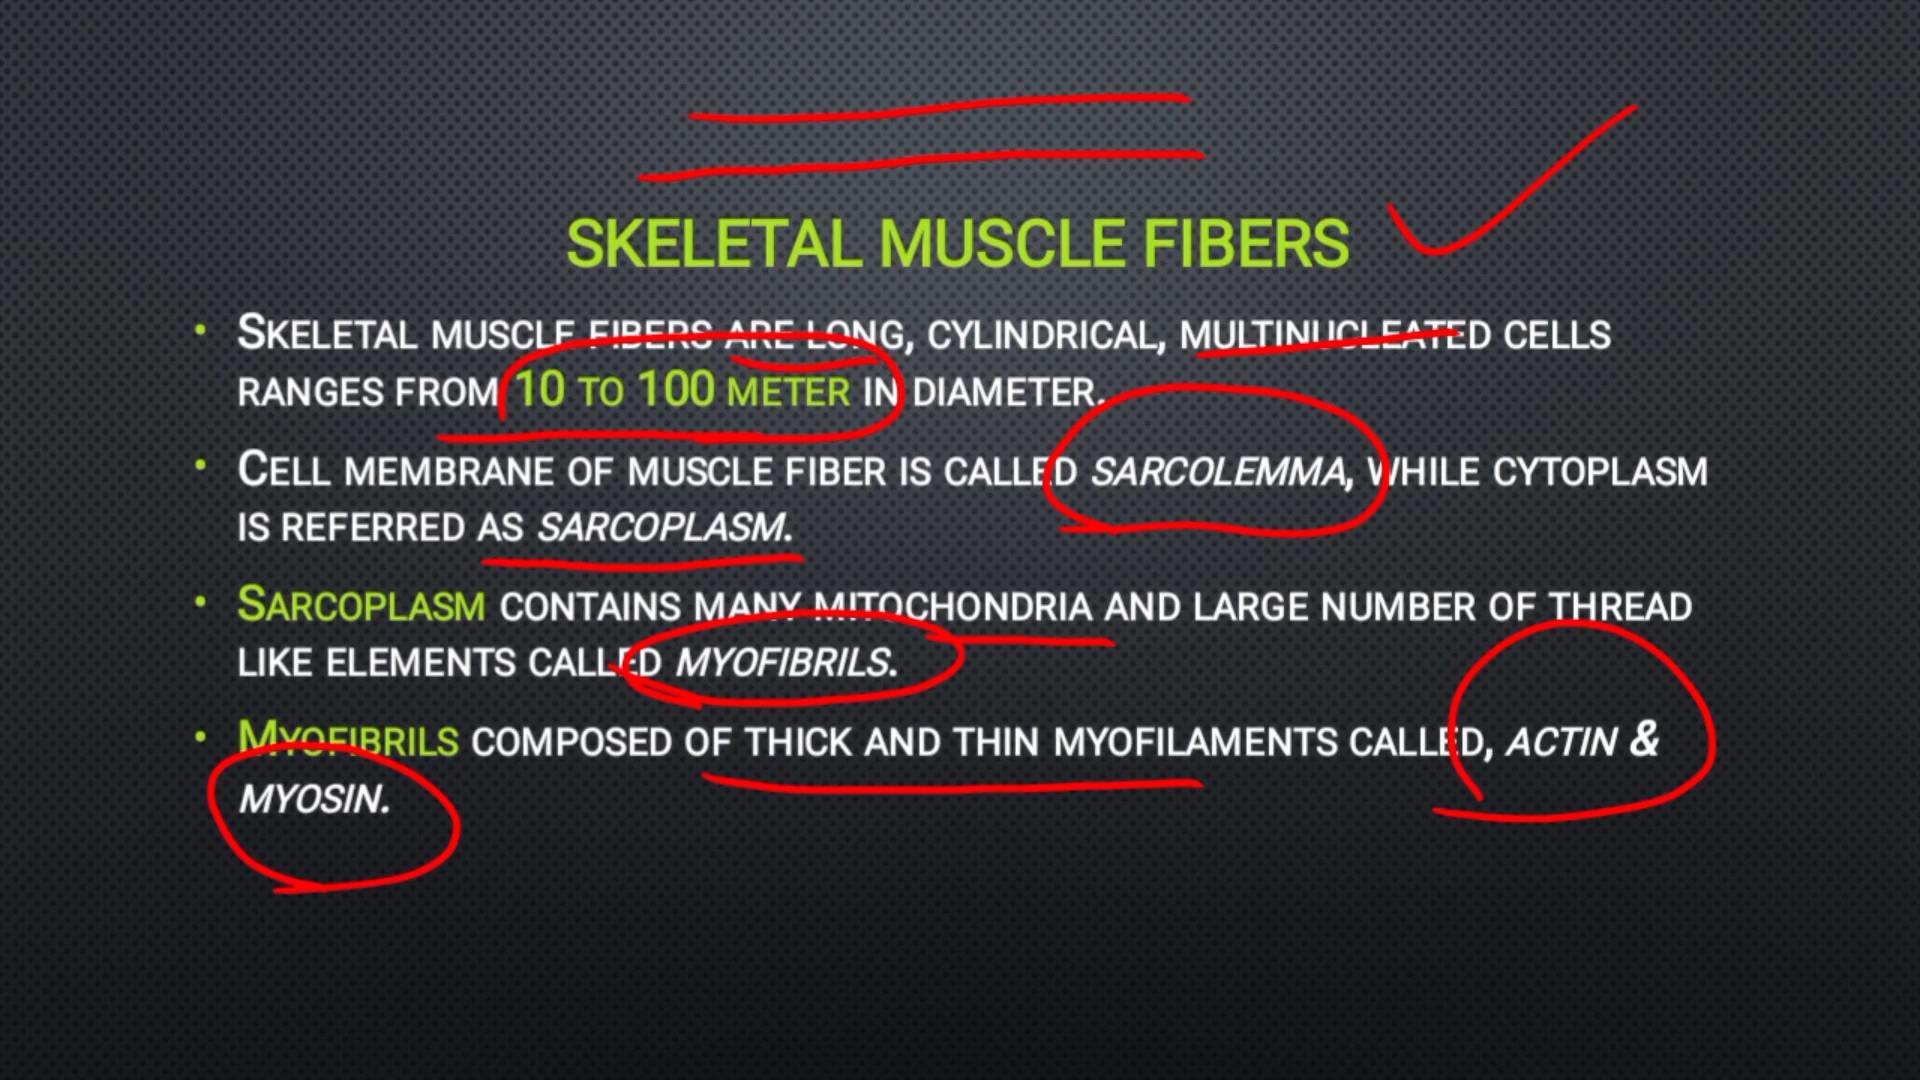 SKELETAL MUSCLE FIBERS
• SKELETAL MUSCLE FIBERS ARE LONG, CYLINDRICAL, MULTINUCLEATED CELLS
RANGES FROM 10 TO 100 METER IN DIAMETER.
• CELL MEMBRANE OF MUSCLE FIBER IS CALLED SARCOLEMMA, WHILE CYTOPLASM
IS REFERRED AS SARCOPLASM.
• SARCOPLASM CONTAINS MANY MITOCHONDRIA AND LARGE NUMBER OF THREAD
LIKE ELEMENTS CALLED MYOFIBRILS.
• MYOFIBRILS COMPOSED OF THICK AND THIN MYOFILAMENTS CALLED, ACTIN &
MYOSIN.